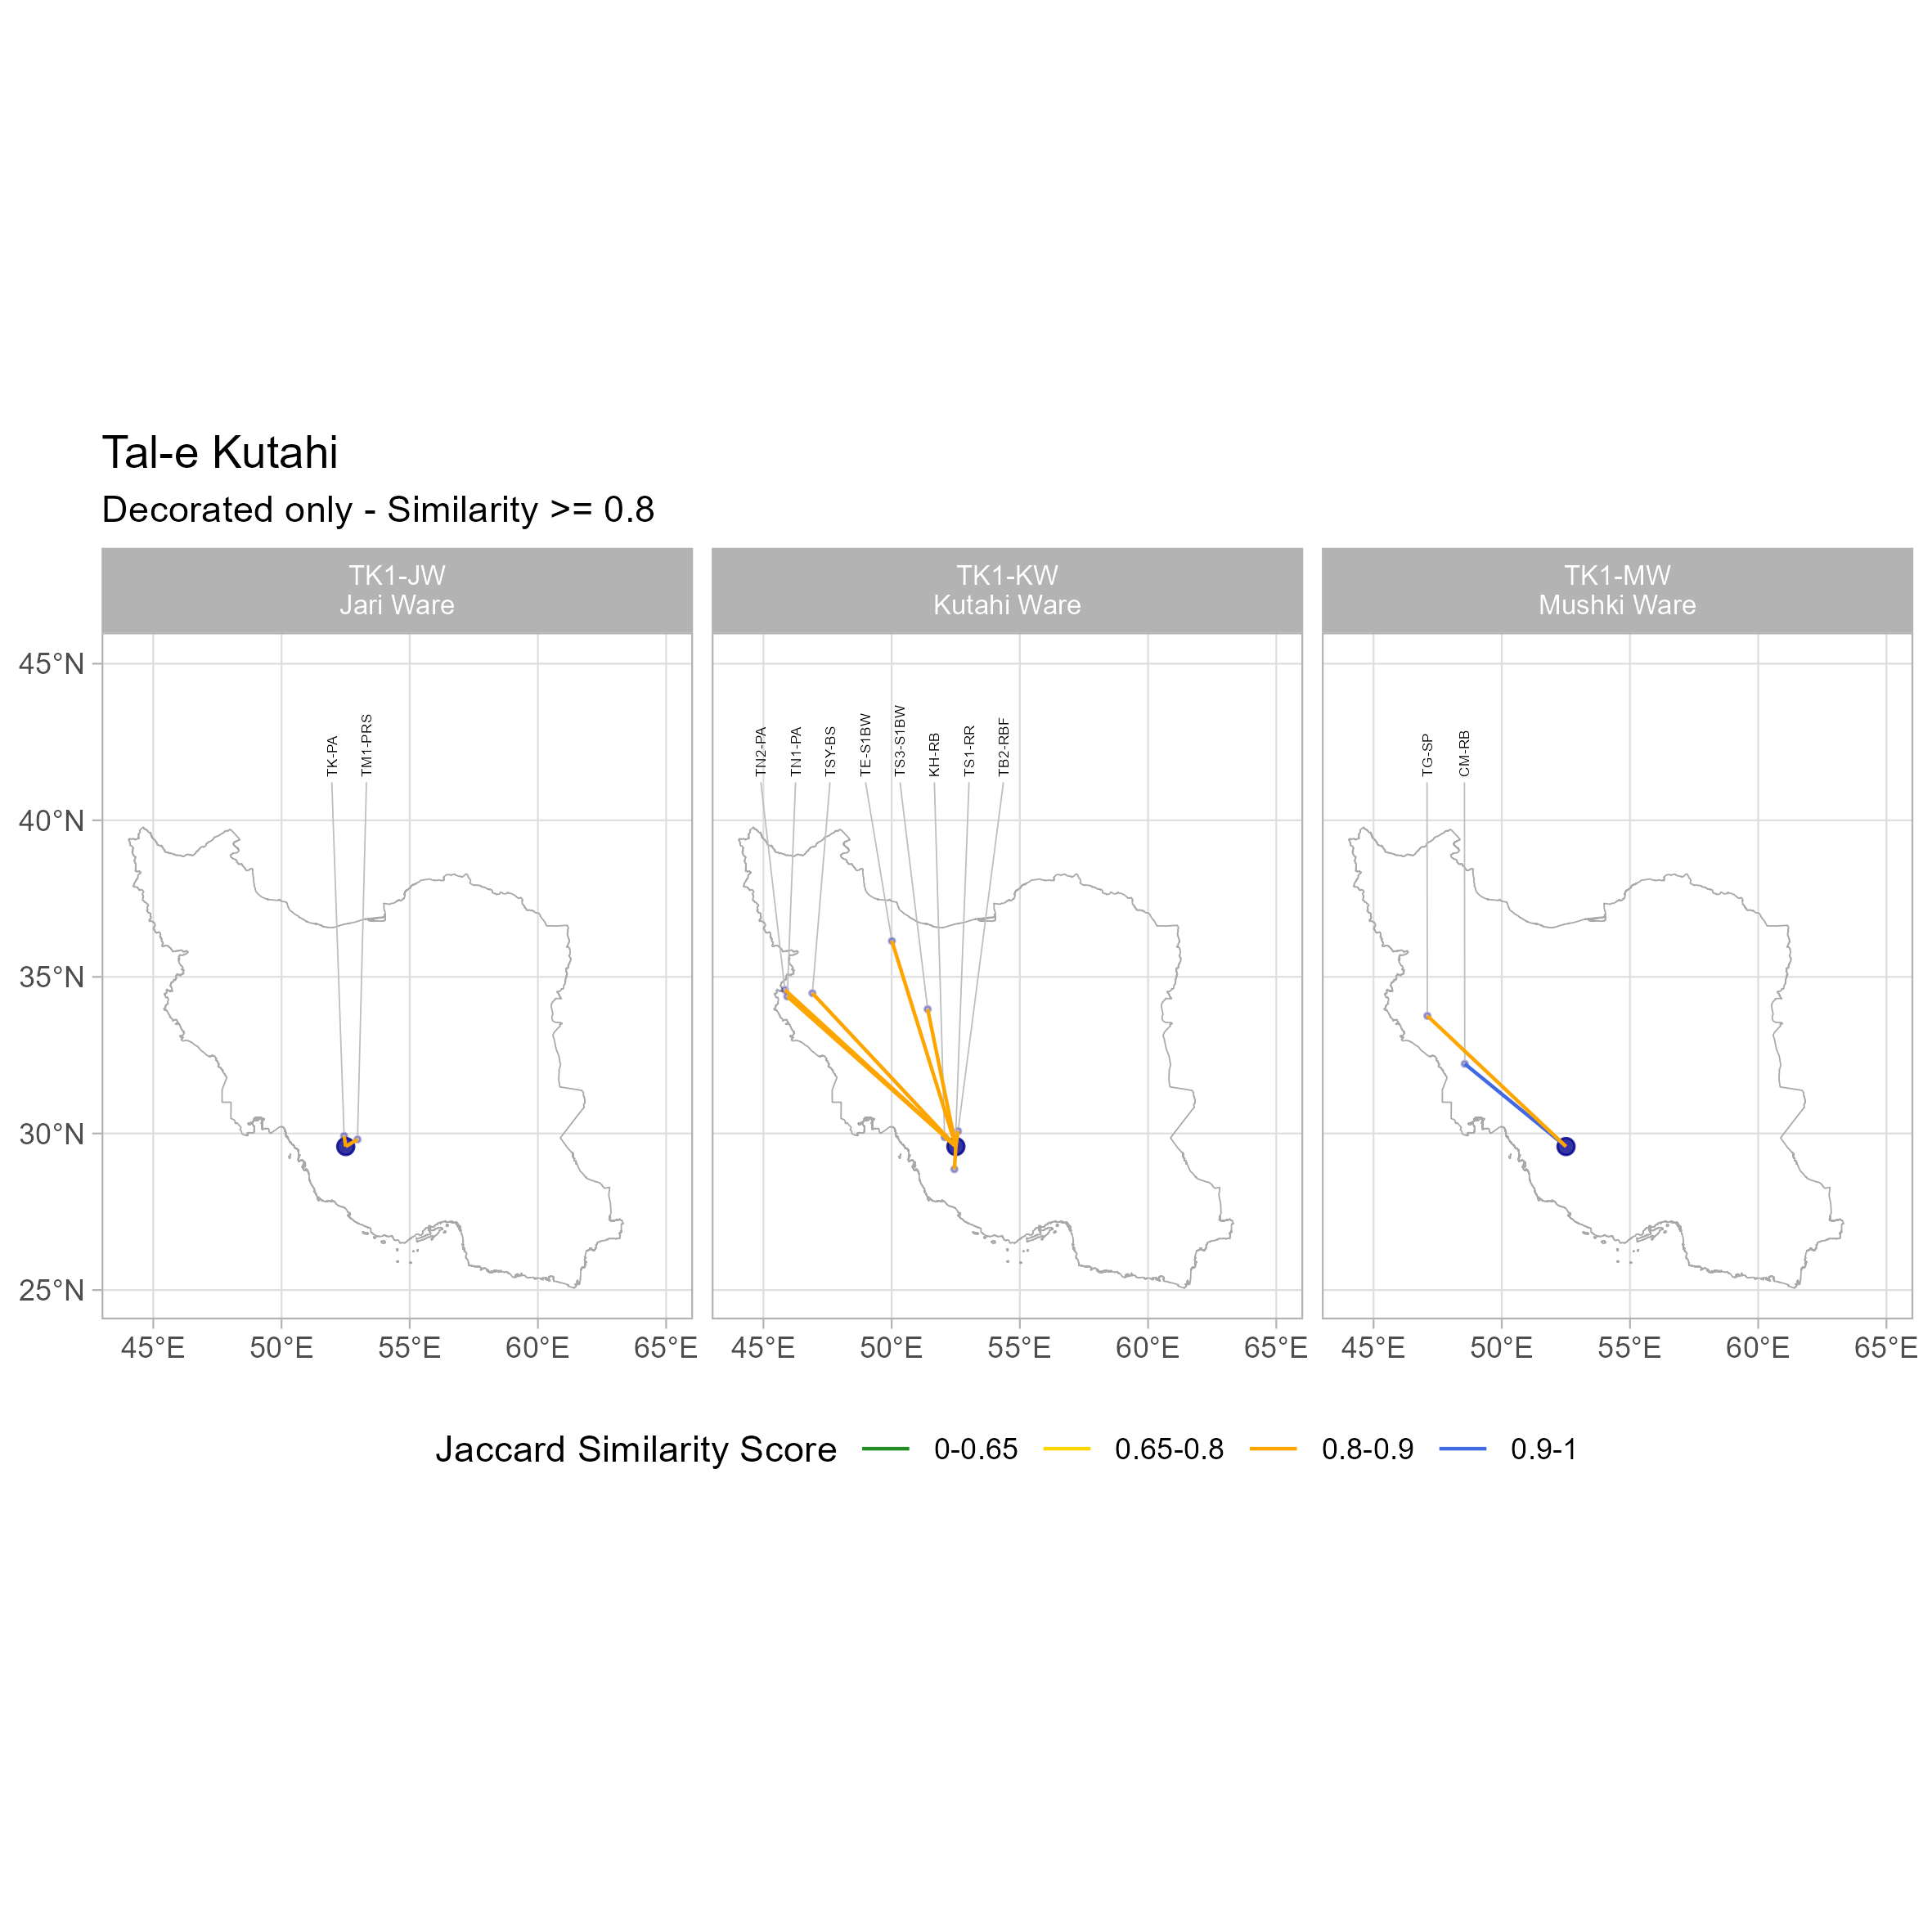 Tal-e Kutahi
Decorated only - Similarity >= 0.8
TK1-JW
Jari Ware
TK1-KW
Kutahi Ware
TK1-MW
Mushki Ware
45°N
40°N
35°N
30°N
25°N
TK-PA
TM1-PRS
TN2-PA
TN1-PA
TSY-BS
TE-S1BW
TS3-S1BW
KH-RB
TS1-RR
TB2-RBF
TG-SP
CM-RB
45°E 50°E 55°E 60°E 65°E
45°E 50°E 55°E 60°E 65°E
45°E 50°E 55°E 60°E 65°E
Jaccard Similarity Score 0-0.65 0.65-0.8 0.8-0.9 0.9-1